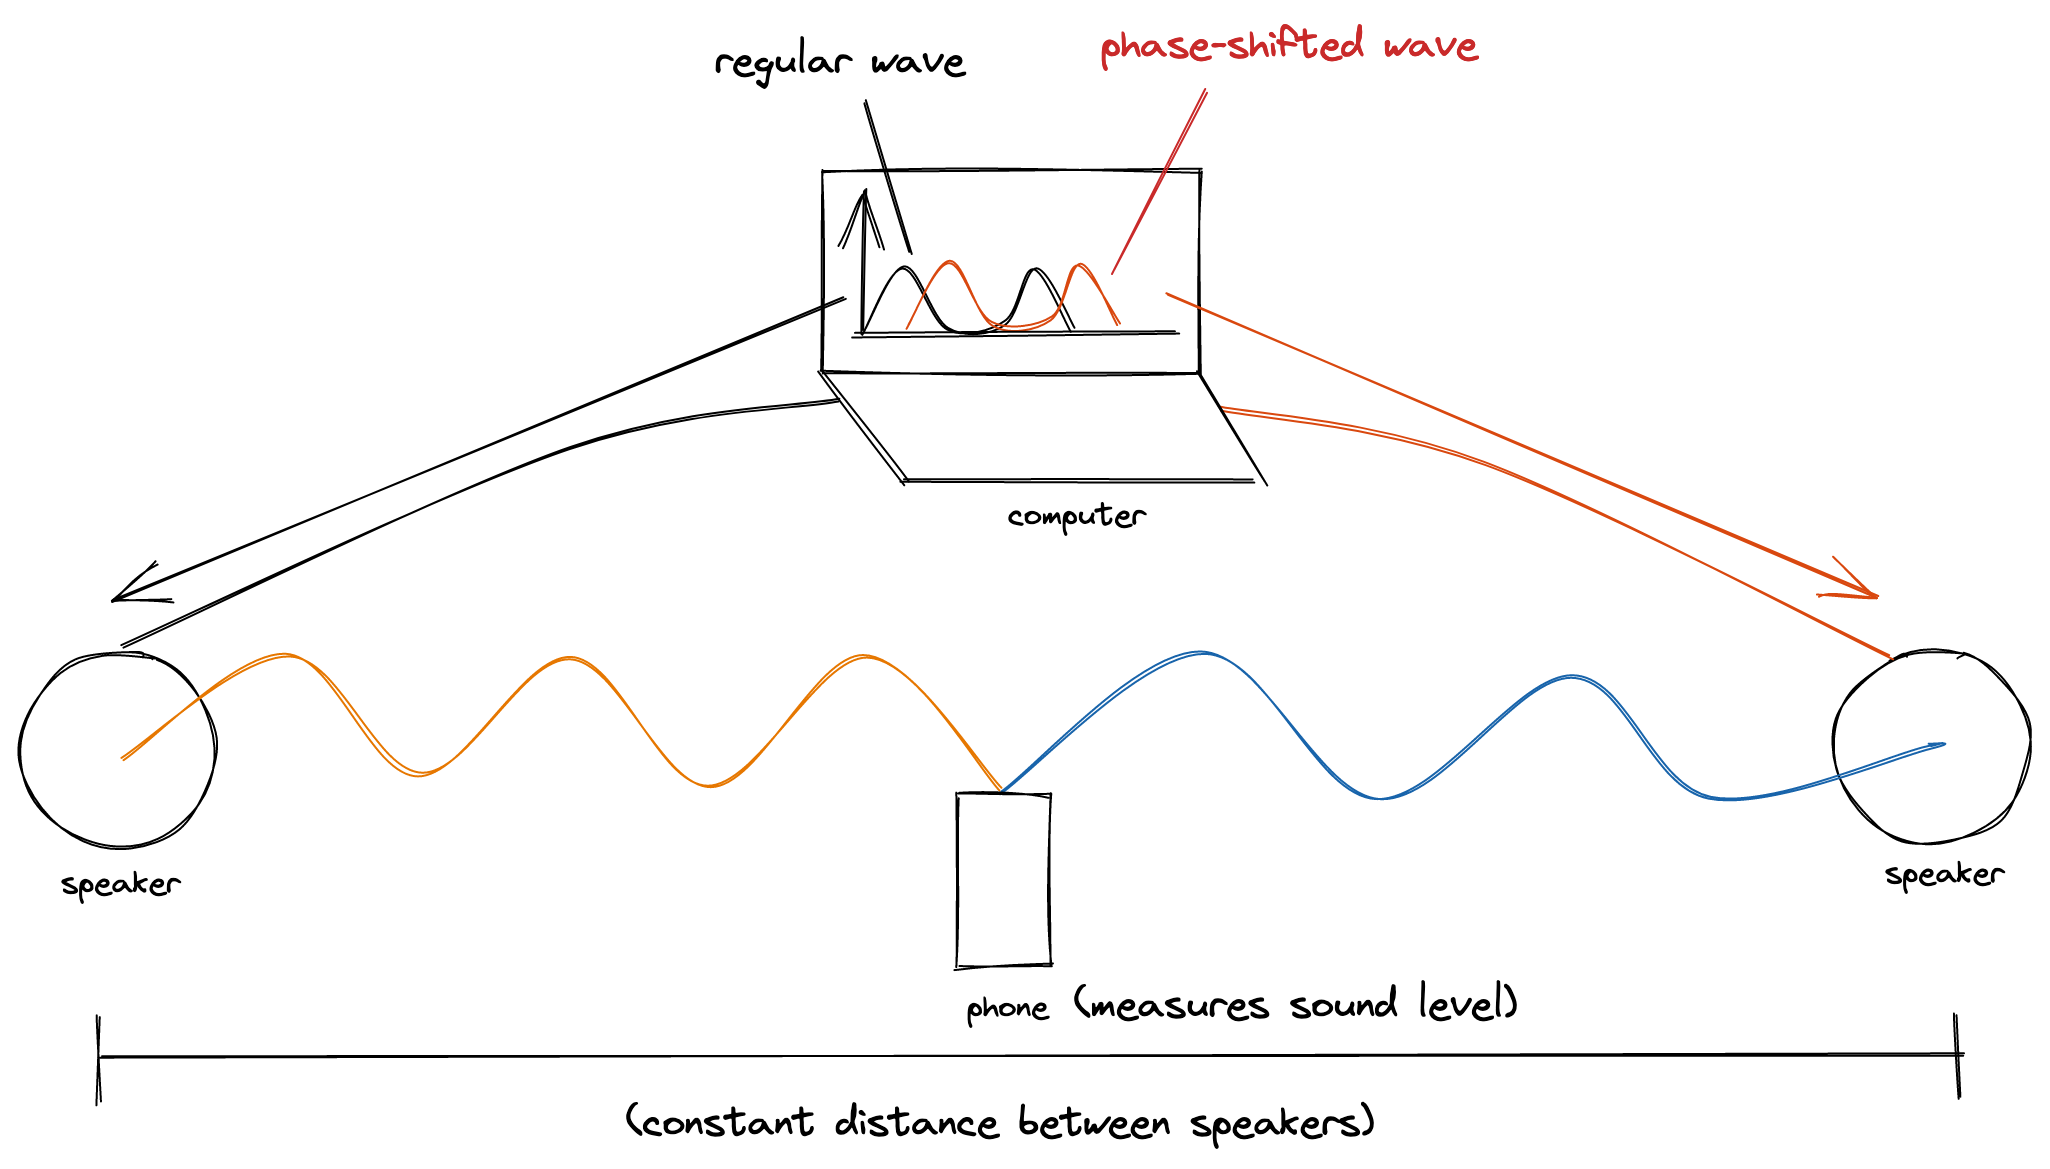 regular wave
phase-shifted wave
computer
speaker
speaker
phone (measures sound level)
(constant distance between speakers)